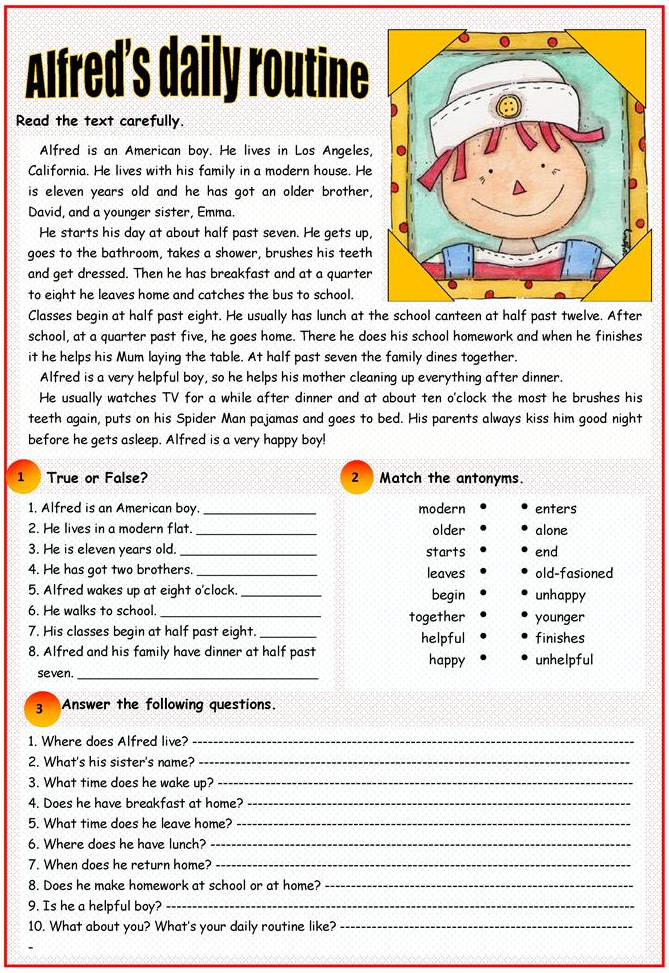 Alfred's daily routine
Read the text carefully.
Alfred is an American boy. He lives in Los Angeles,
California. He lives with his family in a modern house. He
is eleven years old and he has got an older brother,
David, and a younger sister, Emma.
He starts his day at about half past seven. He gets up,
goes to the bathroom, takes a shower, brushes his teeth
and get dressed. Then he has breakfast and at a quarter
to eight he leaves home and catches the bus to school.
Classes begin at half past eight. He usually has lunch at the school canteen at half past twelve. After
school, at a quarter past five, he goes home. There he does his school homework and when he finishes
it he helps his Mum laying the table. At half past seven the family dines together.
Alfred is a very helpful boy, so he helps his mother cleaning up everything after dinner.
He usually watches TV for a while after dinner and at about ten o'clock the most he brushes his
teeth again, puts on his Spider Man pajamas and goes to bed. His parents always kiss him good night
before he gets asleep. Alfred is a very happy boy!
1 True or False?
1. Alfred is an American boy. ________________
2. He lives in a modern flat. _________________
3. He is eleven years old. ___________________
4. He has got two brothers. _________________
5. Alfred wakes up at eight o'clock. ___________
6. He walks to school. ______________________
7. His classes begin at half past eight. ________
8. Alfred and his family have dinner at half past
seven. _________________________________
2 Match the antonyms.
modern • • enters
older • • alone
starts • • end
leaves • • old-fasioned
begin • • unhappy
together • • younger
helpful • • finishes
happy • • unhelpful
3 Answer the following questions.
1. Where does Alfred live? ----------------------------------------
2. What's his sister's name? ----------------------------------------
3. What time does he wake up? ----------------------------------------
4. Does he have breakfast at home? ----------------------------------------
5. What time does he leave home? ----------------------------------------
6. Where does he have lunch? ----------------------------------------
7. When does he return home? ----------------------------------------
8. Does he make homework at school or at home? ----------------------------------------
9. Is he a helpful boy? ----------------------------------------
10. What about you? What's your daily routine like? ----------------------------------------
-